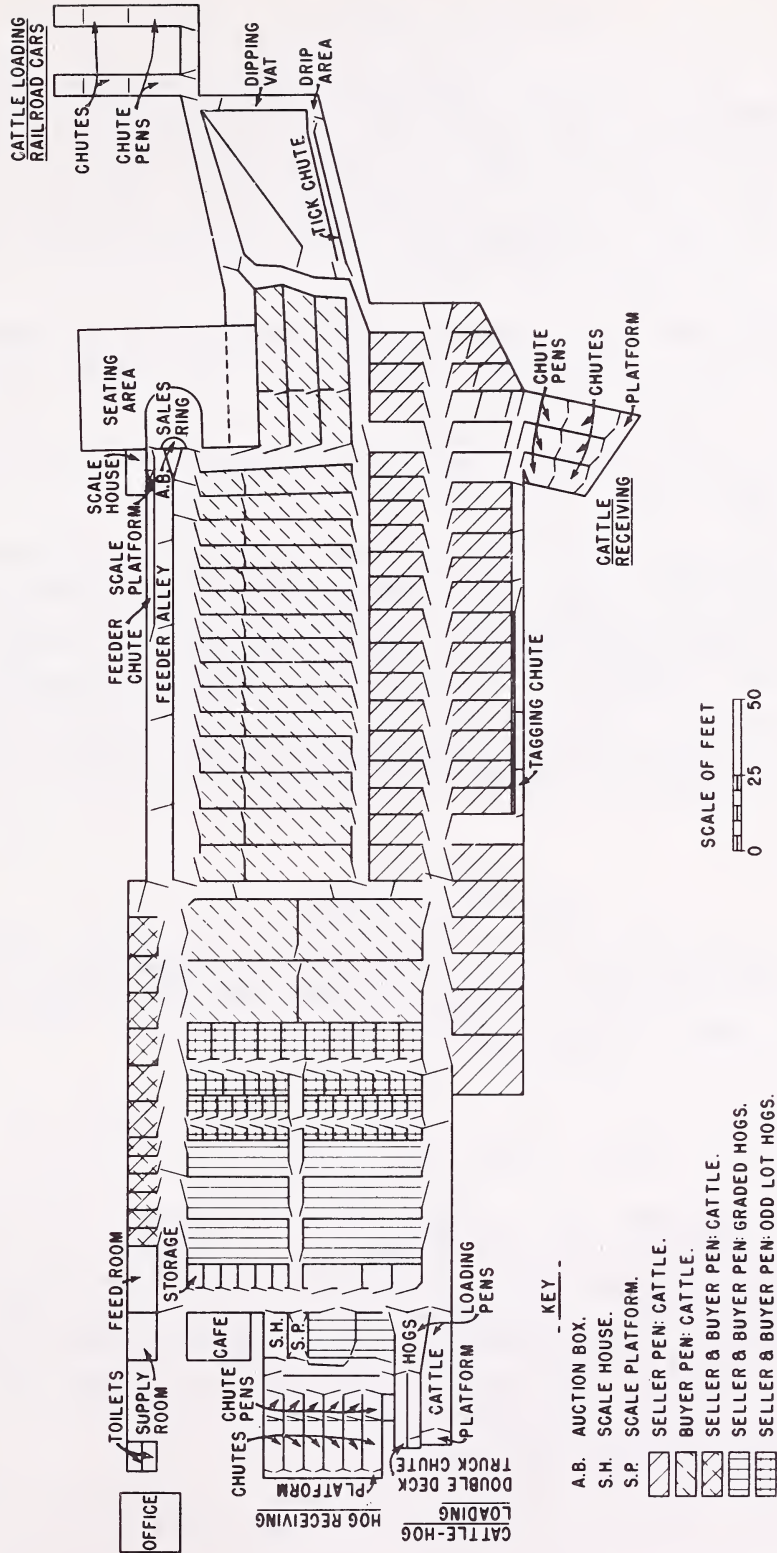 CATTLE LOADING
RAILROAD CARS
CHUTES
CHUTE
PENS
DIPPING
VAT
DRIP
AREA
TICK CHUTE
SEATING
AREA
SALES
RING
SCALE
HOUSE
A.B.
SCALE
PLATFORM
FEEDER
CHUTE
FEEDER ALLEY
CHUTE
PENS
CHUTES
PLATFORM
CATTLE
RECEIVING
TAGGING CHUTE
SCALE OF FEET
0 25 50
FEED ROOM
STORAGE
TOILETS
SUPPLY
ROOM
OFFICE
CAFE
S.H.
S.P.
CHUTE
PENS
CHUTES
PLATFORM
HOG RECEIVING
HOGS
CATTLE
LOADING
PENS
PLATFORM
DOUBLE DECK
TRUCK CHUTE
CATTLE-HOG
LOADING
- KEY -
A.B. AUCTION BOX.
S.H. SCALE HOUSE.
S.P. SCALE PLATFORM.
SELLER PEN: CATTLE.
BUYER PEN: CATTLE.
SELLER & BUYER PEN: CATTLE.
SELLER & BUYER PEN: GRADED HOGS.
SELLER & BUYER PEN: ODD LOT HOGS.